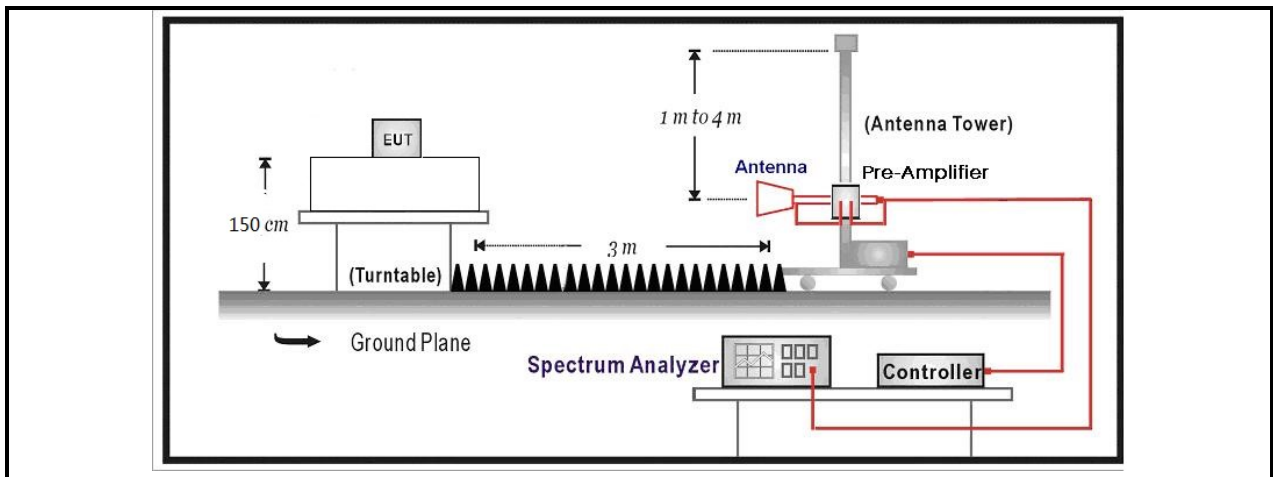 1 m to 4 m
(Antenna Tower)
EUT
Antenna
Pre-Amplifier
150 cm
3 m
(Turntable)
Ground Plane
Spectrum Analyzer
Controller